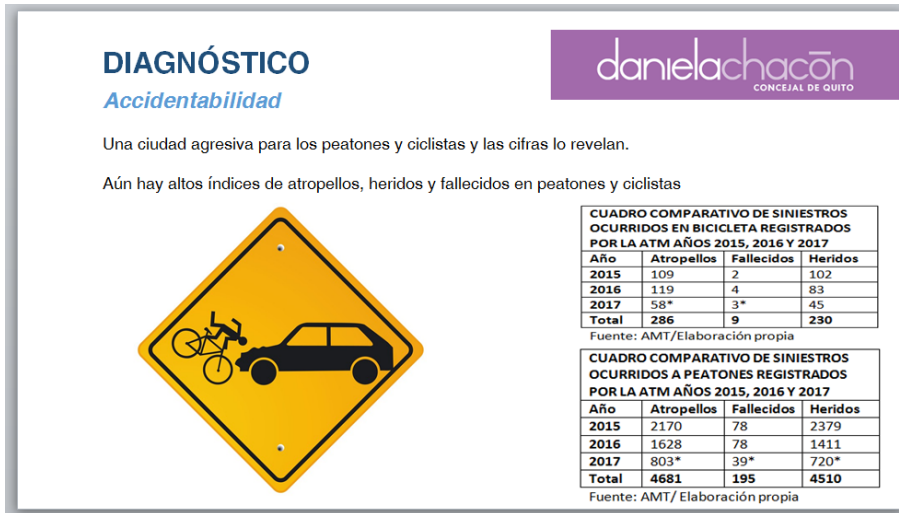 DIAGNÓSTICO
Accidentabilidad
danielachacōn
CONCEJAL DE QUITO
Una ciudad agresiva para los peatones y ciclistas y las cifras lo revelan.
Aún hay altos índices de atropellos, heridos y fallecidos en peatones y ciclistas
CUADRO COMPARATIVO DE SINIESTROS
OCURRIDOS EN BICICLETA REGISTRADOS
POR LA ATM AÑOS 2015, 2016 Y 2017
Año Atropellos Fallecidos Heridos
2015 109 2 102
2016 119 4 83
2017 58* 3* 45
Total 286 9 230
Fuente: AMT/Elaboración propia
CUADRO COMPARATIVO DE SINIESTROS
OCURRIDOS A PEATONES REGISTRADOS
POR LA ATM AÑOS 2015, 2016 Y 2017
Año Atropellos Fallecidos Heridos
2015 2170 78 2379
2016 1628 78 1411
2017 803* 39* 720*
Total 4681 195 4510
Fuente: AMT/ Elaboración propia